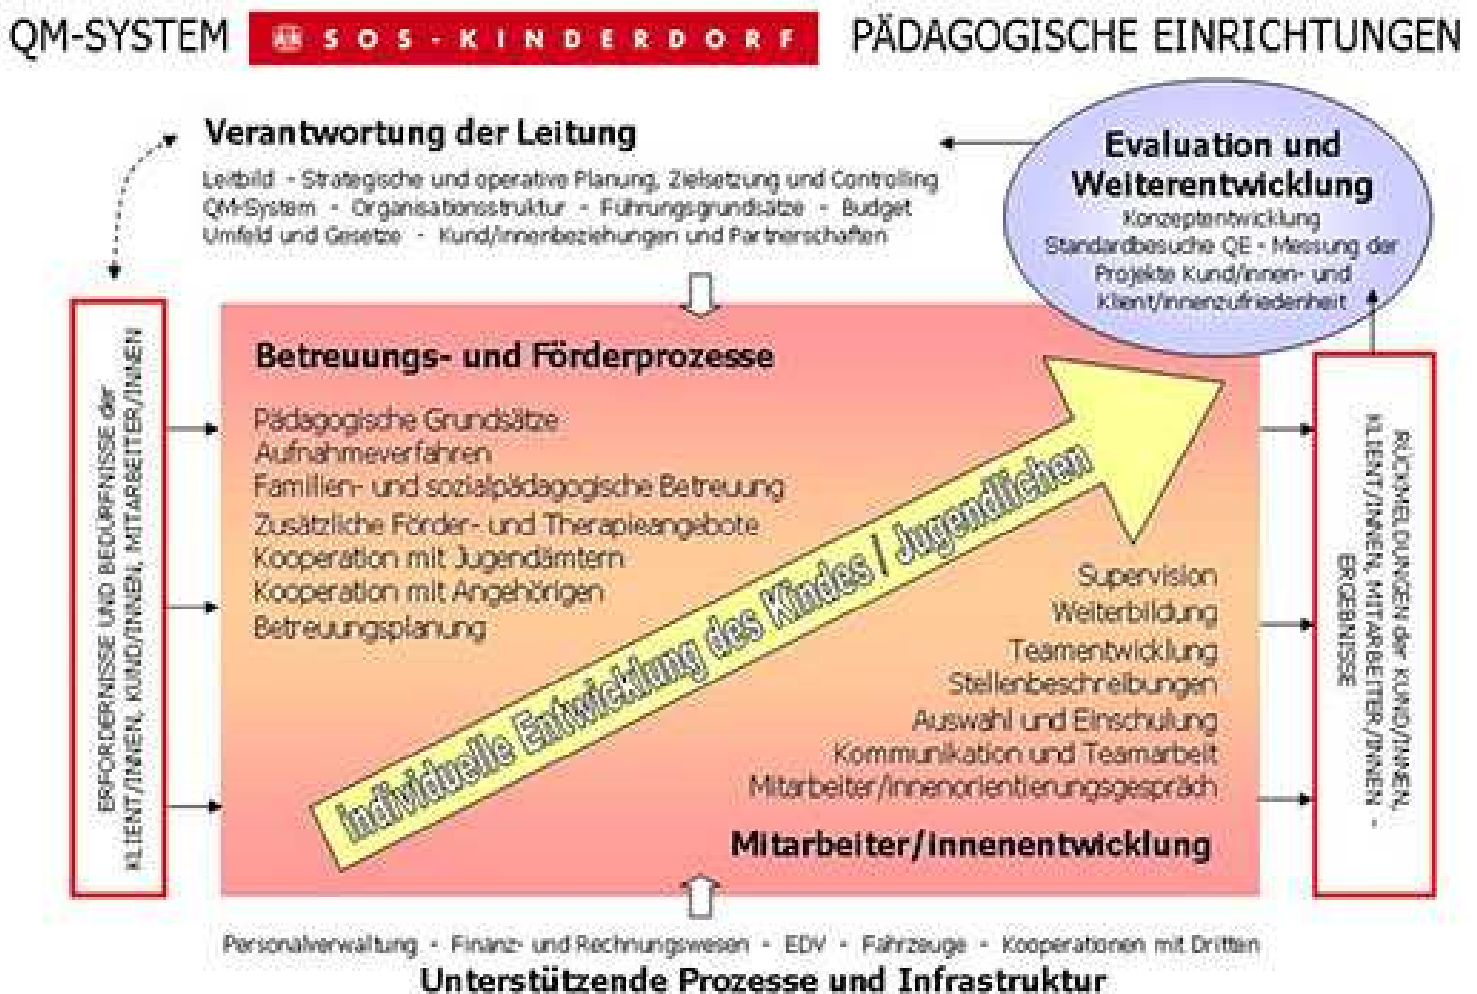 QM-SYSTEM SOS-KINDERDORF PÄDAGOGISCHE EINRICHTUNGEN
Verantwortung der Leitung
Leitbild - Strategische und operative Planung, Zielsetzung und Controlling
QM-System - Organisationsstruktur - Führungsgrundsätze - Budget
Umfeld und Gesetze - Kund/innenbeziehungen und Partnerschaften
Evaluation und
Weiterentwicklung
Konzeptentwicklung
Standardbesuche QE - Messung der
Projekte Kund/innen- und
Klient/innenzufriedenheit
ERFORDERNISSE UND BEDÜRFNISSE der
KLIENT/INNEN, KUND/INNEN, MITARBEITER/INNEN
Betreuungs- und Förderprozesse
Pädagogische Grundsätze
Aufnahmeverfahren
Familien- und sozialpädagogische Betreuung
Zusätzliche Förder- und Therapieangebote
Kooperation mit Jugendämtern
Kooperation mit Angehörigen
Betreuungsplanung
individuelle Entwicklung des Kindes / Jugendlichen
Supervision
Weiterbildung
Teamentwicklung
Stellenbeschreibungen
Auswahl und Einschulung
Kommunikation und Teamarbeit
Mitarbeiter/innenorientierungsgespräch
Mitarbeiter/innenentwicklung
RÜCKMELDUNGEN der KUND/INNEN,
KLIENT/INNEN, MITARBEITER/INNEN -
ERGEBNISSE
Personalverwaltung - Finanz- und Rechnungswesen - EDV - Fahrzeuge - Kooperationen mit Dritten
Unterstützende Prozesse und Infrastruktur